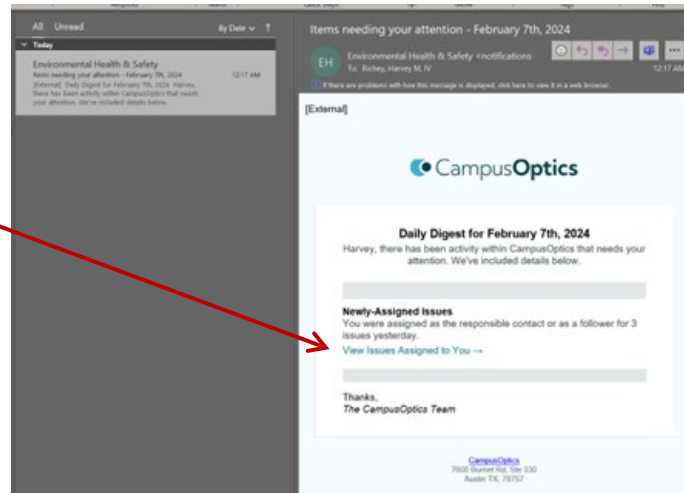 All Unread By Date
Today
Environmental Health & Safety
Items needing your attention - February 7th, 2024 12:17 AM
[External] Daily Digest for February 7th, 2024 Harvey,
there has been activity within CampusOptics that needs
your attention. We've included details below.
Items needing your attention - February 7th, 2024
EH
Environmental Health & Safety <notifications
To Richey, Harvey M, IV
12:17 AM
If there are problems with how this message is displayed, click here to view it in a web browser.
[External]
CampusOptics
Daily Digest for February 7th, 2024
Harvey, there has been activity within CampusOptics that needs your
attention. We've included details below.
Newly-Assigned Issues
You were assigned as the responsible contact or as a follower for 3
issues yesterday.
View Issues Assigned to You →
Thanks,
The CampusOptics Team
CampusOptics
7600 Burnet Rd, Ste 330
Austin TX, 78757